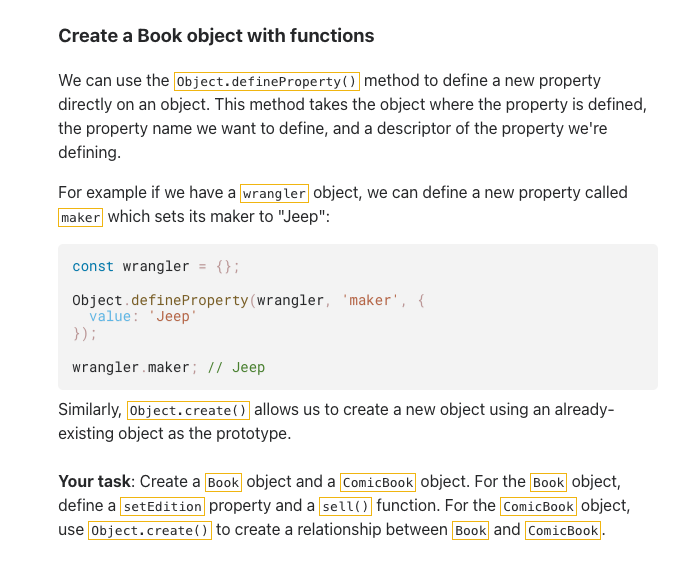 Create a Book object with functions
We can use the Object.defineProperty() method to define a new property
directly on an object. This method takes the object where the property is defined,
the property name we want to define, and a descriptor of the property we're
defining.
For example if we have a wrangler object, we can define a new property called
maker which sets its maker to "Jeep":
const wrangler = {};
Object.defineProperty(wrangler, 'maker', {
  value: 'Jeep'
});
wrangler.maker; // Jeep
Similarly, Object.create() allows us to create a new object using an already-
existing object as the prototype.
Your task: Create a Book object and a ComicBook object. For the Book object,
define a setEdition property and a sell() function. For the ComicBook object,
use Object.create() to create a relationship between Book and ComicBook.